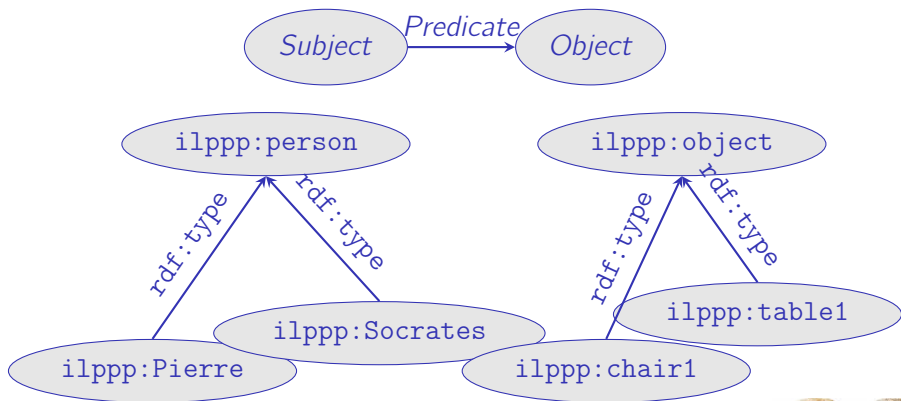 Subject
Predicate
Object
ilppp:person
ilppp:object
rdf:type
rdf:type
rdf:type
rdf:type
ilppp:Pierre
ilppp:Socrates
ilppp:chair1
ilppp:table1